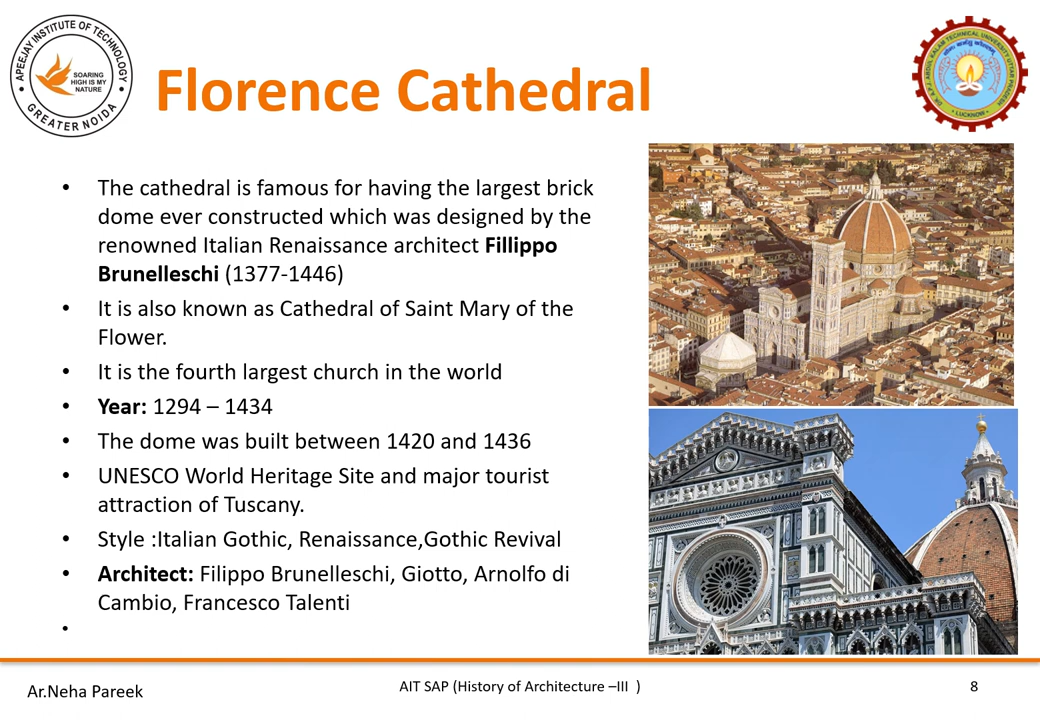 APEEJAY INSTITUTE OF TECHNOLOGY
SOARING
HIGH IS MY
NATURE
GREATER NOIDA
Florence Cathedral
• The cathedral is famous for having the largest brick
dome ever constructed which was designed by the
renowned Italian Renaissance architect Fillippo
Brunelleschi (1377-1446)
• It is also known as Cathedral of Saint Mary of the
Flower.
• It is the fourth largest church in the world
• Year: 1294 – 1434
• The dome was built between 1420 and 1436
• UNESCO World Heritage Site and major tourist
attraction of Tuscany.
• Style :Italian Gothic, Renaissance,Gothic Revival
• Architect: Filippo Brunelleschi, Giotto, Arnolfo di
Cambio, Francesco Talenti
•
Ar.Neha Pareek
AIT SAP (History of Architecture –III )
8